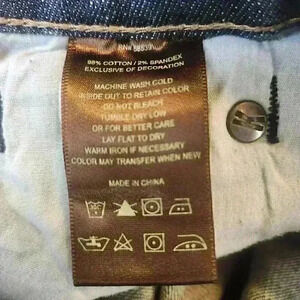 98% COTTON / 2% SPANDEX
EXCLUSIVE OF DECORATION
MACHINE WASH COLD
INSIDE OUT TO RETAIN COLOR
DO NOT BLEACH
TUMBLE DRY LOW
OR FOR BETTER CARE
LAY FLAT TO DRY
WARM IRON IF NECESSARY
COLOR MAY TRANSFER WHEN NEW
MADE IN CHINA